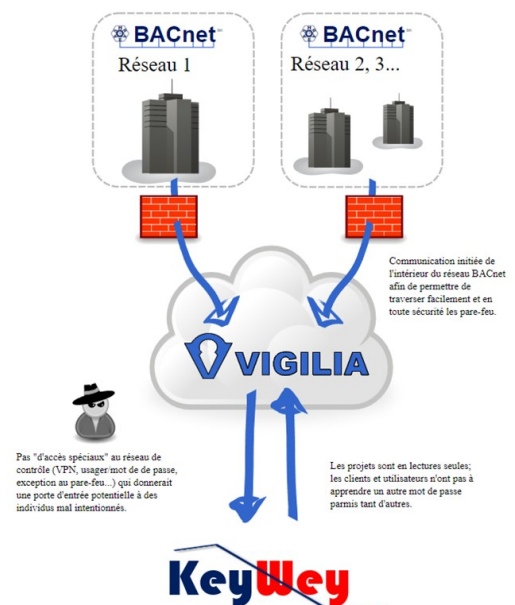 BACnet
Réseau 1
BACnet
Réseau 2, 3...
Communication initiée de
l'intérieur du réseau BACnet
afin de permettre de
traverser facilement et en
toute sécurité les pare-feu.
VIGILIA
Pas "d'accès spéciaux" au réseau de
contrôle (VPN, usager/mot de de passe,
exception au pare-feu...) qui donnerait
une porte d'entrée potentielle à des
individus mal intentionnés.
Les projets sont en lectures seules;
les clients et utilisateurs n'ont pas à
apprendre un autre mot de passe
parmis tant d'autres.
KeyWey